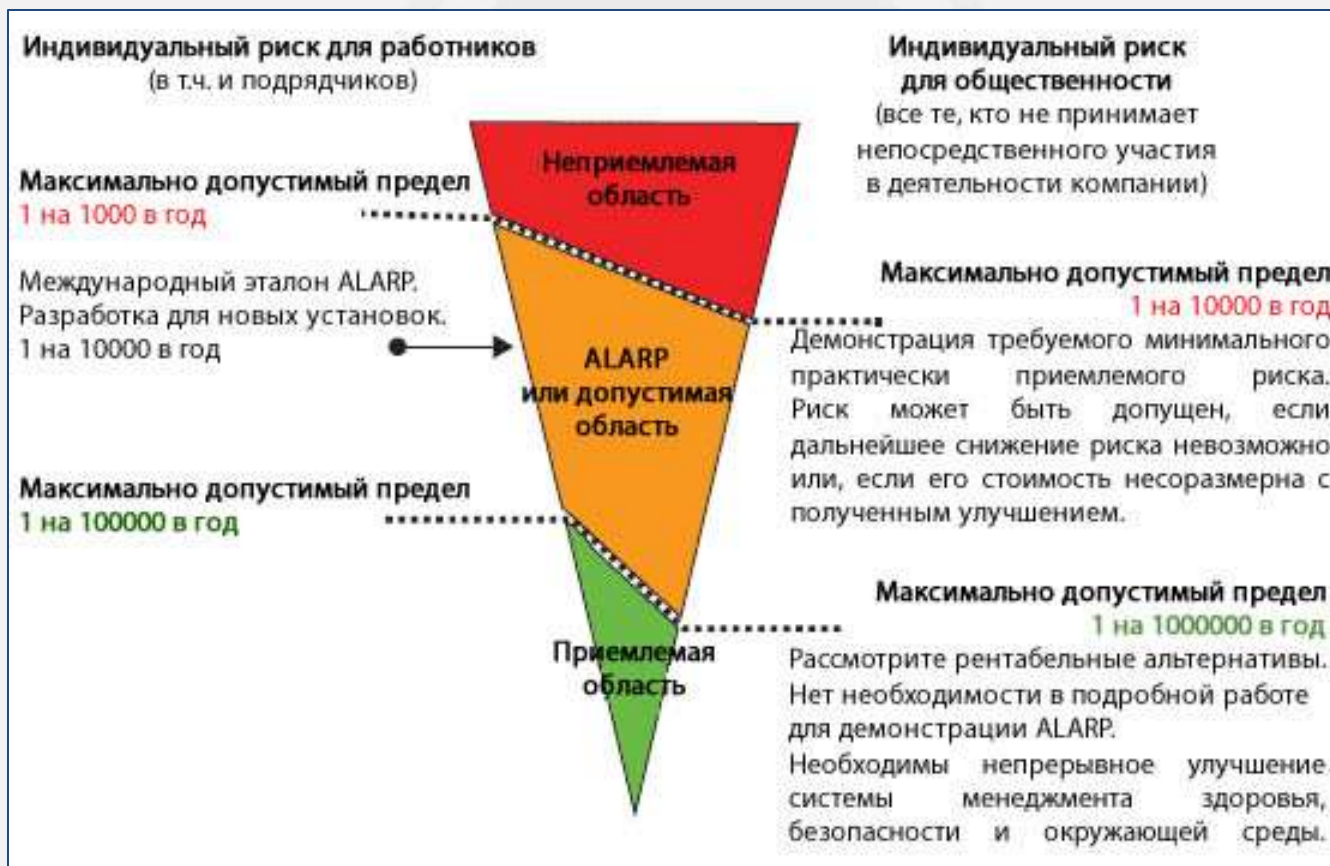 Индивидуальный риск для работников
(в т.ч. и подрядчиков)
Максимально допустимый предел
1 на 1000 в год
Международный эталон ALARP.
Разработка для новых установок.
1 на 10000 в год
Максимально допустимый предел
1 на 100000 в год
Неприемлемая
область
ALARP
или допустимая
область
Приемлемая
область
Индивидуальный риск
для общественности
(все те, кто не принимает
непосредственного участия
в деятельности компании)
Максимально допустимый предел
1 на 10000 в год
Демонстрация требуемого минимального
практически приемлемого риска.
Риск может быть допущен, если
дальнейшее снижение риска невозможно
или, если его стоимость несоразмерна с
полученным улучшением.
Максимально допустимый предел
1 на 1000000 в год
Рассмотрите рентабельные альтернативы.
Нет необходимости в подробной работе
для демонстрации ALARP.
Необходимы непрерывное улучшение
системы менеджмента здоровья,
безопасности и окружающей среды.